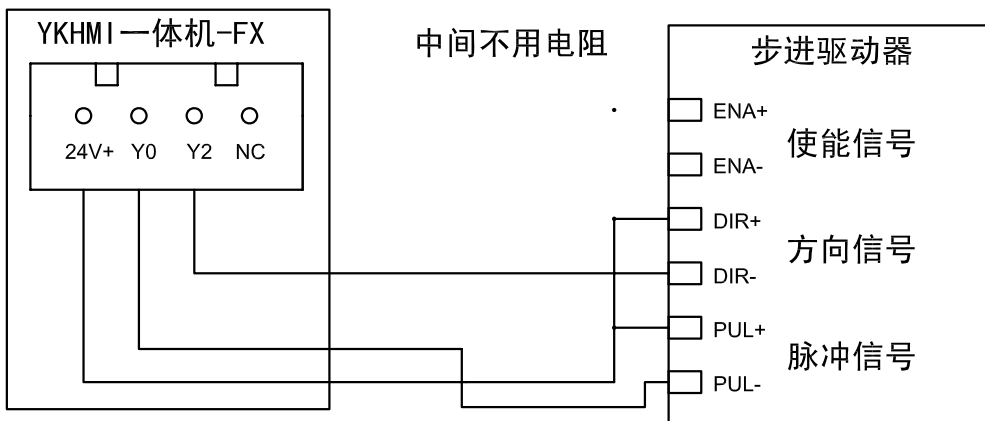 YKHMI一体机-FX
24V+ Y0 Y2 NC
中间不用电阻
步进驱动器
ENA+
使能信号
ENA-
DIR+
方向信号
DIR-
PUL+
脉冲信号
PUL-